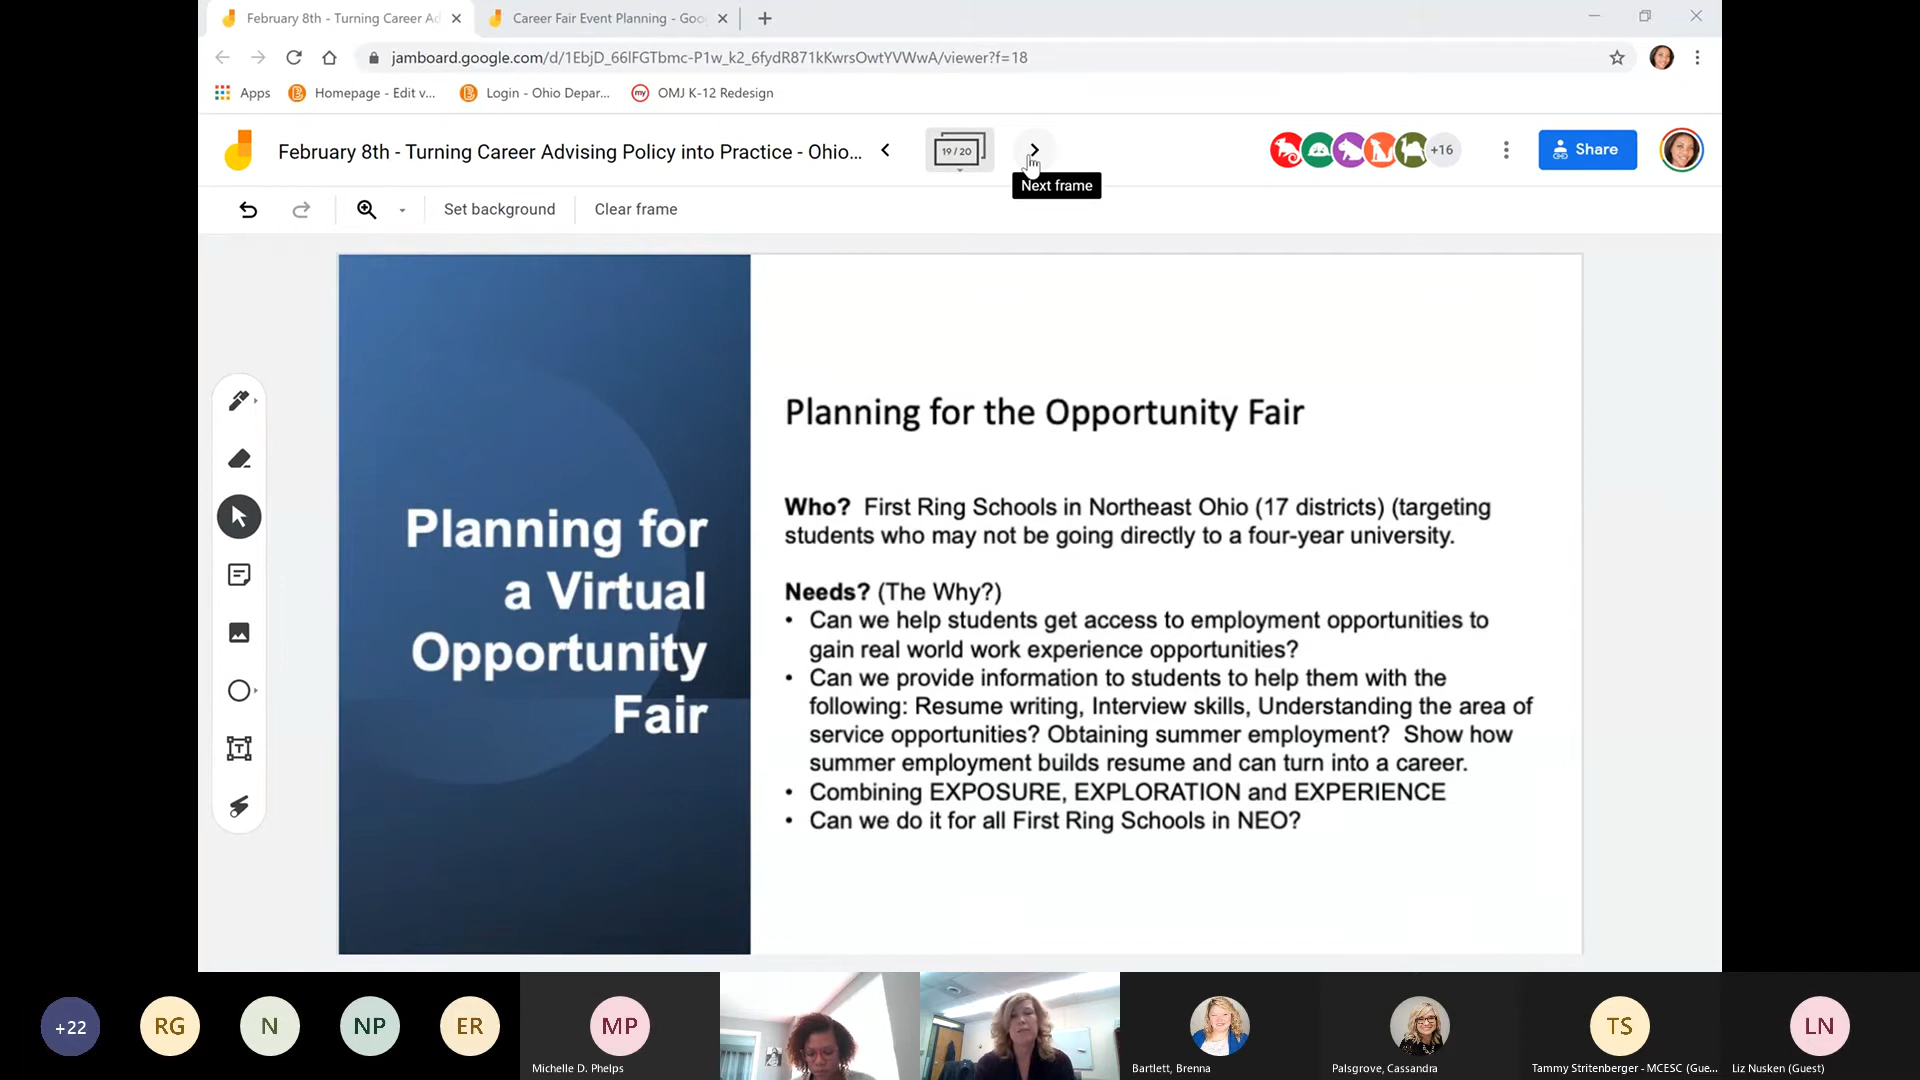 February 8th - Turning Career Ad
Career Fair Event Planning - Goo
jamboard.google.com/d/1EbjD_66lFGTbmc-P1w_k2_6fydR871kKwrsOwtYVWwA/viewer?f=18
Apps
Homepage - Edit v...
Login - Ohio Depar...
my
OMJ K-12 Redesign
February 8th - Turning Career Advising Policy into Practice - Ohio...
19 / 20
+16
Share
Next frame
Set background
Clear frame
Planning for
a Virtual
Opportunity
Fair
Planning for the Opportunity Fair
Who? First Ring Schools in Northeast Ohio (17 districts) (targeting
students who may not be going directly to a four-year university.
Needs? (The Why?)
• Can we help students get access to employment opportunities to
gain real world work experience opportunities?
• Can we provide information to students to help them with the
following: Resume writing, Interview skills, Understanding the area of
service opportunities? Obtaining summer employment? Show how
summer employment builds resume and can turn into a career.
• Combining EXPOSURE, EXPLORATION and EXPERIENCE
• Can we do it for all First Ring Schools in NEO?
+22
RG
N
NP
ER
MP
Michelle D. Phelps
Bartlett, Brenna
Palsgrove, Cassandra
TS
Tammy Stritenberger - MCESC (Gue...
LN
Liz Nusken (Guest)